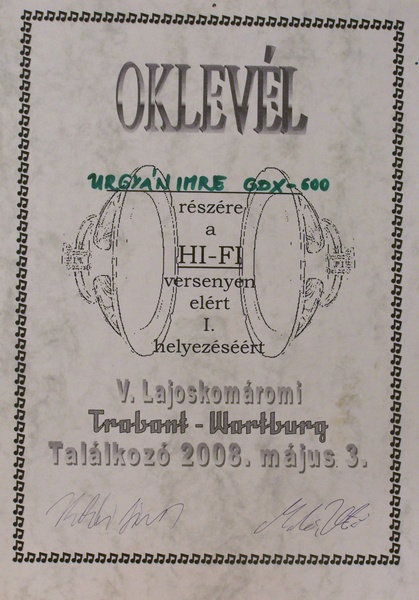 OKLEVÉL
URGYÁN IMRE GDX-600
részére
a
HI-FI
versenyen
elért
I.
helyezéséért
V. Lajoskomáromi
Trabant - Wartburg
Találkozó 2008. május 3.